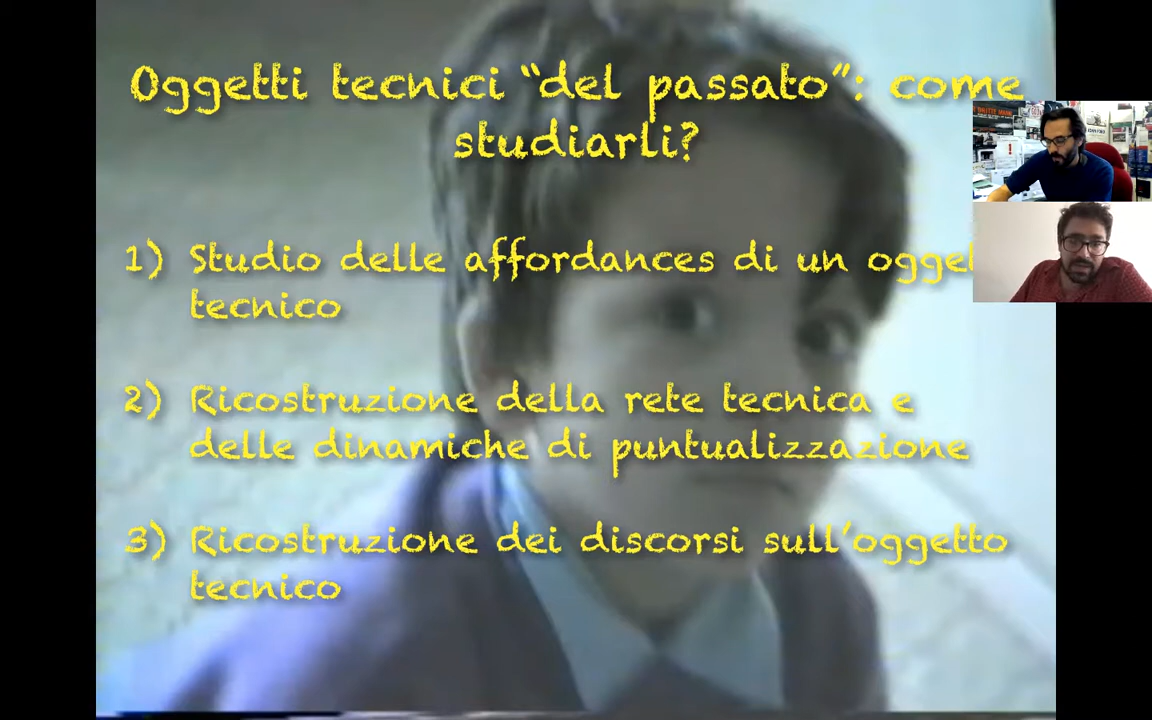 Oggetti tecnici “del passato”: come
studiarli?
1) Studio delle affordances di un
tecnico
2) Ricostruzione della rete tecnica e
delle dinamiche di puntualizzazione
3) Ricostruzione dei discorsi sull’oggetto
tecnico